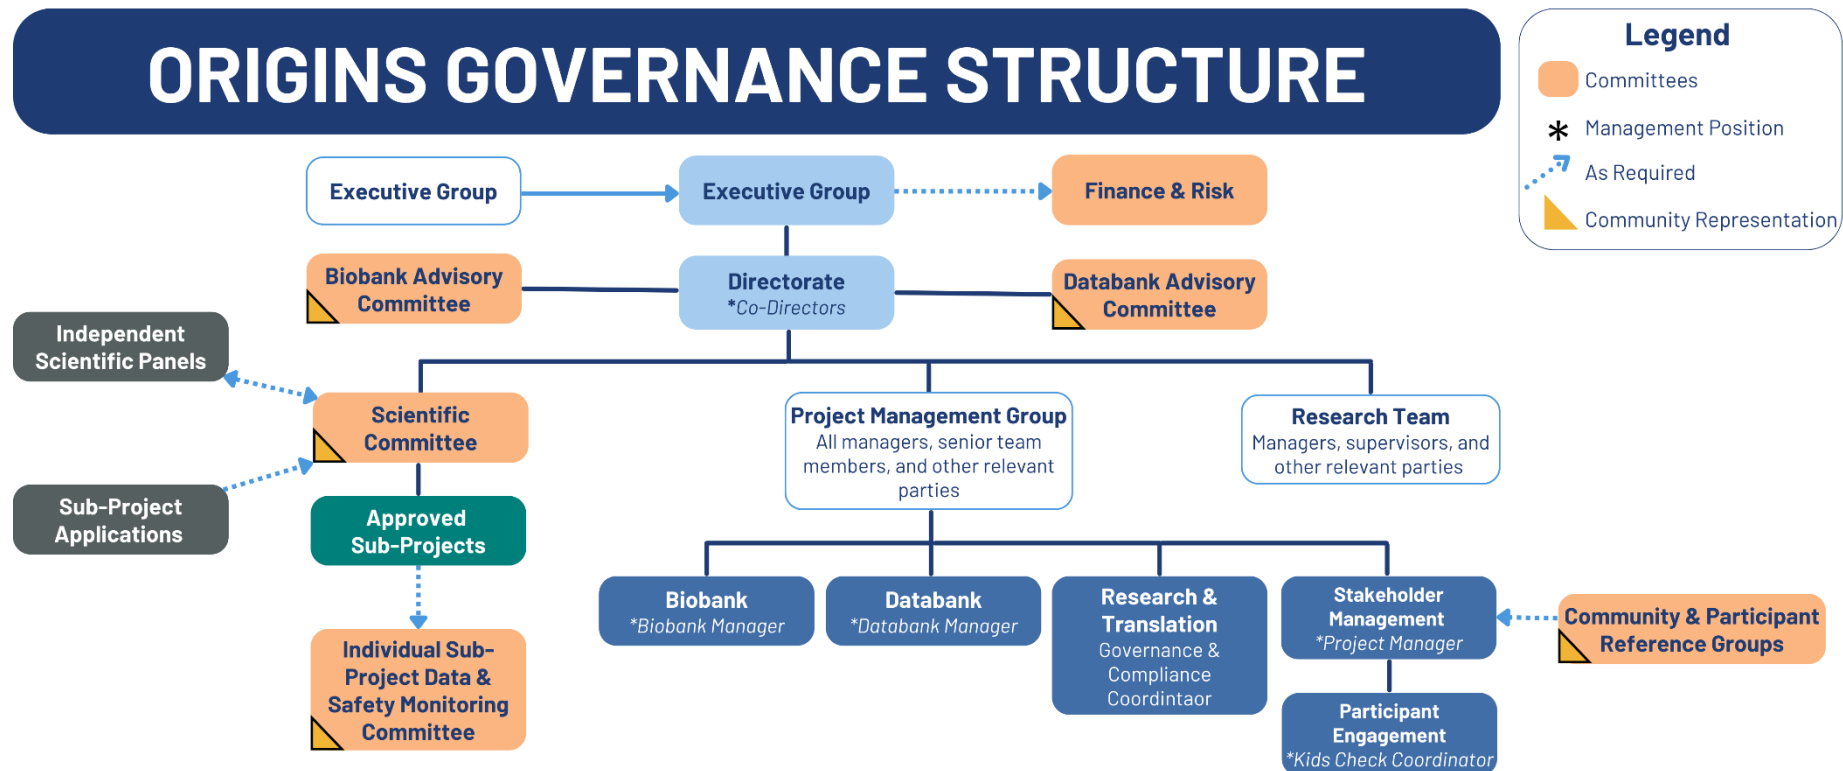 ORIGINS GOVERNANCE STRUCTURE
Legend
Committees
* Management Position
As Required
Community Representation
Executive Group
Executive Group
Finance & Risk
Biobank Advisory
Committee
Directorate
*Co-Directors
Databank Advisory
Committee
Independent
Scientific Panels
Scientific
Committee
Project Management Group
All managers, senior team
members, and other relevant
parties
Research Team
Managers, supervisors, and
other relevant parties
Sub-Project
Applications
Approved
Sub-Projects
Biobank
*Biobank Manager
Databank
*Databank Manager
Research &
Translation
Governance &
Compliance
Coordintaor
Stakeholder
Management
*Project Manager
Community & Participant
Reference Groups
Individual Sub-
Project Data &
Safety Monitoring
Committee
Participant
Engagement
*Kids Check Coordinator